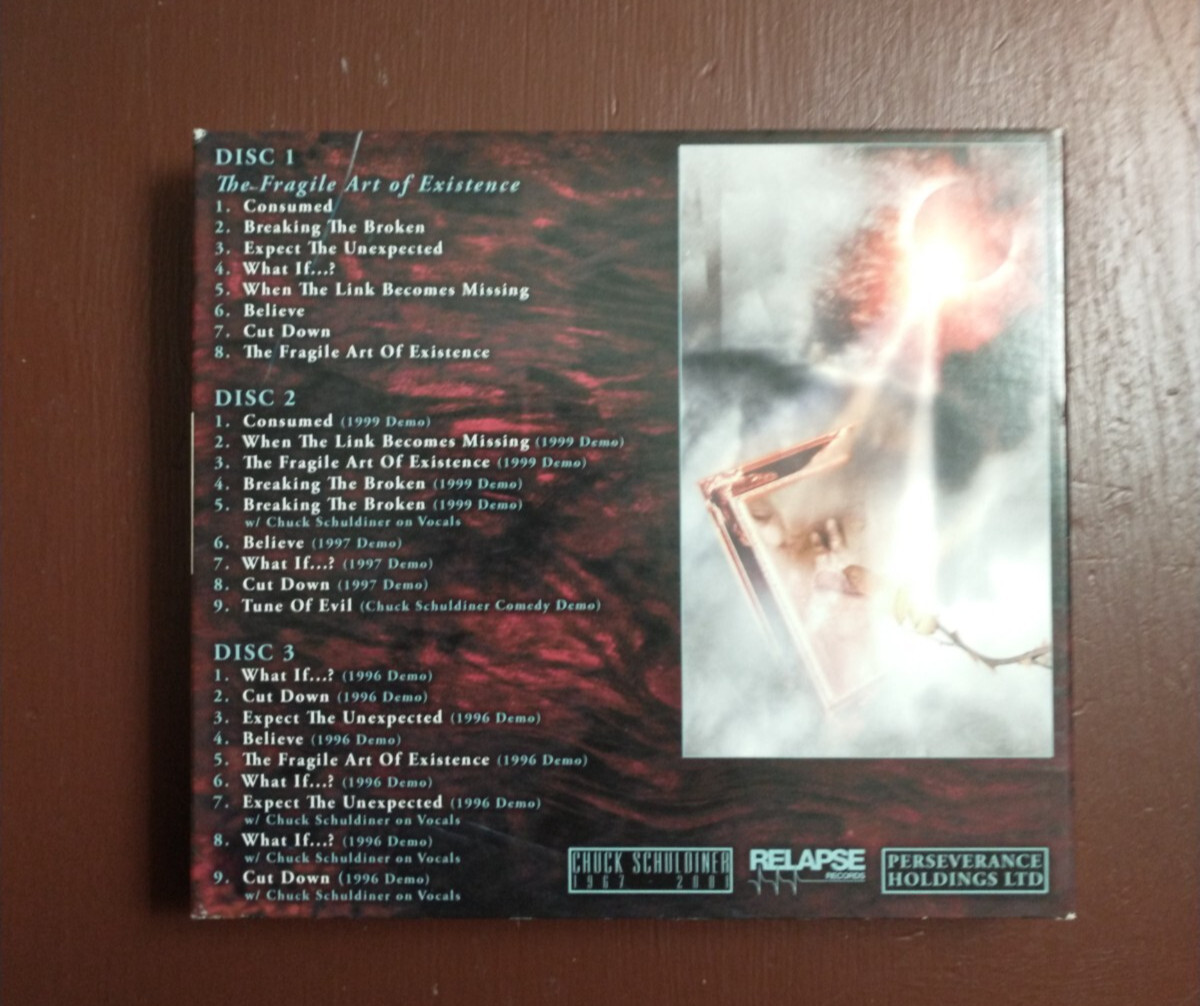 DISC 1
The Fragile Art of Existence
1. Consumed
2. Breaking The Broken
3. Expect The Unexpected
4. What If...?
5. When The Link Becomes Missing
6. Believe
7. Cut Down
8. The Fragile Art Of Existence
DISC 2
1. Consumed (1999 Demo)
2. When The Link Becomes Missing (1999 Demo)
3. The Fragile Art Of Existence (1999 Demo)
4. Breaking The Broken (1999 Demo)
5. Breaking The Broken (1999 Demo)
w/ Chuck Schuldiner on Vocals
6. Believe (1997 Demo)
7. What If...? (1997 Demo)
8. Cut Down (1997 Demo)
9. Tune Of Evil (Chuck Schuldiner Comedy Demo)
DISC 3
1. What If...? (1996 Demo)
2. Cut Down (1996 Demo)
3. Expect The Unexpected (1996 Demo)
4. Believe (1996 Demo)
5. The Fragile Art Of Existence (1996 Demo)
6. What If...? (1996 Demo)
7. Expect The Unexpected (1996 Demo)
w/ Chuck Schuldiner on Vocals
8. What If...? (1996 Demo)
w/ Chuck Schuldiner on Vocals
9. Cut Down (1996 Demo)
w/ Chuck Schuldiner on Vocals
CHUCK SCHULDINER
1967 - 2001
RELAPSE
RECORDS
PERSEVERANCE
HOLDINGS LTD